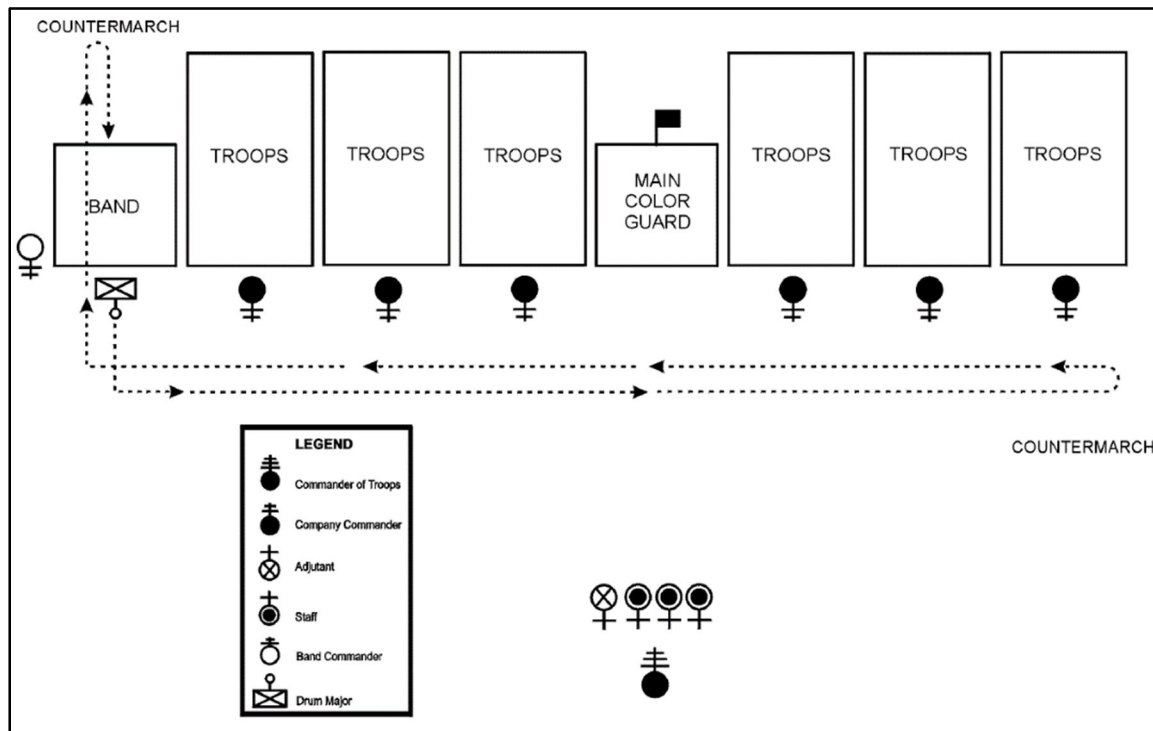 COUNTERMARCH
BAND
TROOPS
TROOPS
TROOPS
MAIN
COLOR
GUARD
TROOPS
TROOPS
TROOPS
COUNTERMARCH
LEGEND
Commander of Troops
Company Commander
Adjutant
Staff
Band Commander
Drum Major